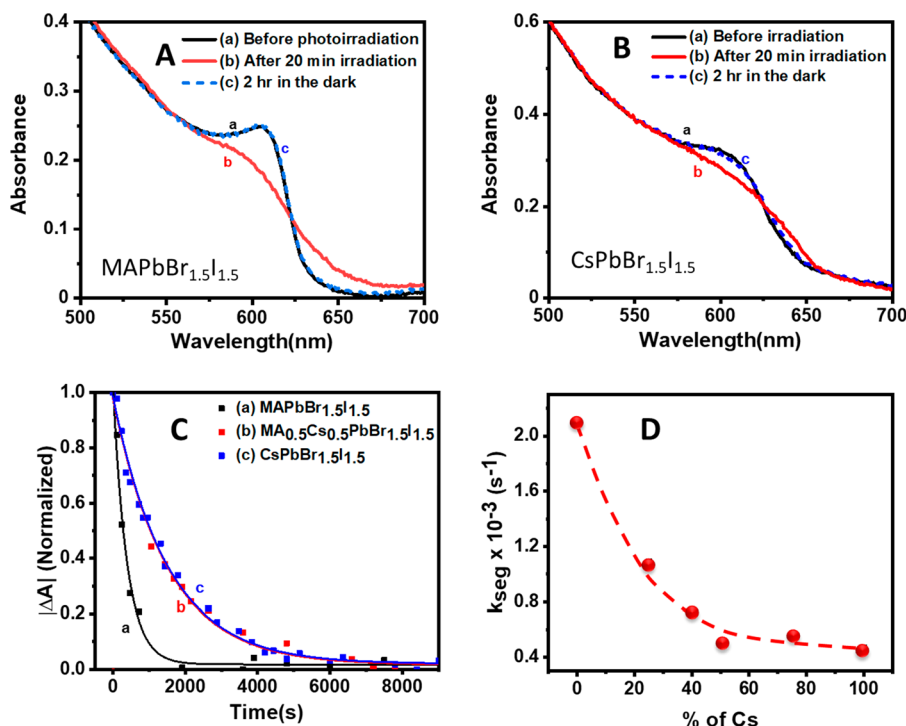 A
(a) Before photoirradiation
(b) After 20 min irradiation
(c) 2 hr in the dark
a
c
b
MAPbBr1.5I1.5
Absorbance
0.4
0.3
0.2
0.1
0
500 550 600 650 700
Wavelength(nm)
B
(a) Before irradiation
(b) After 20 min irradiation
(c) 2 hr in the dark
a
c
b
CsPbBr1.5I1.5
Absorbance
0.6
0.4
0.2
0
500 550 600 650 700
Wavelength(nm)
C
(a) MAPbBr1.5I1.5
(b) MA0.5Cs0.5PbBr1.5I1.5
(c) CsPbBr1.5I1.5
a
b
c
|ΔA| (Normalized)
1.0
0.8
0.6
0.4
0.2
0.0
0 2000 4000 6000 8000
Time(s)
D
kseg x 10-3 (s-1)
2.0
1.6
1.2
0.8
0.4
0 20 40 60 80 100
% of Cs